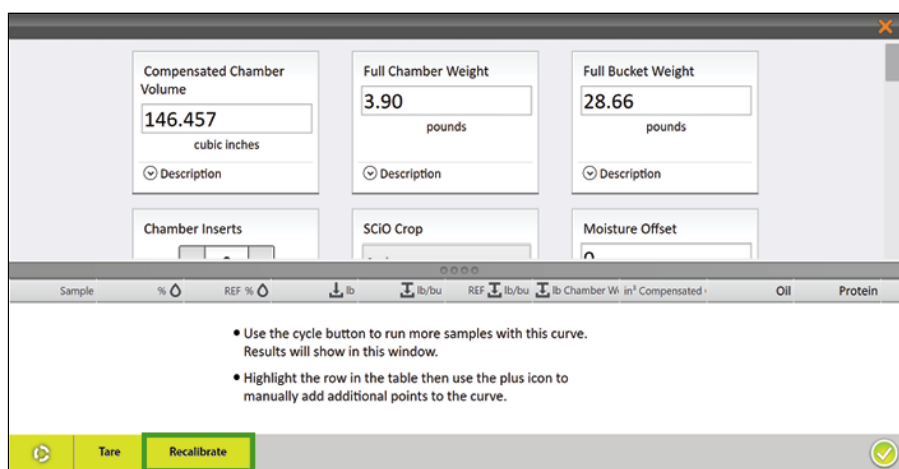 Compensated Chamber
Volume
146.457
cubic inches
Description
Full Chamber Weight
3.90
pounds
Description
Full Bucket Weight
28.66
pounds
Description
Chamber Inserts
SCiO Crop
Moisture Offset
0
Sample % REF % lb lb/bu REF lb/bu lb Chamber in³ Compensated Oil Protein
• Use the cycle button to run more samples with this curve.
Results will show in this window.
• Highlight the row in the table then use the plus icon to
manually add additional points to the curve.
Tare Recalibrate